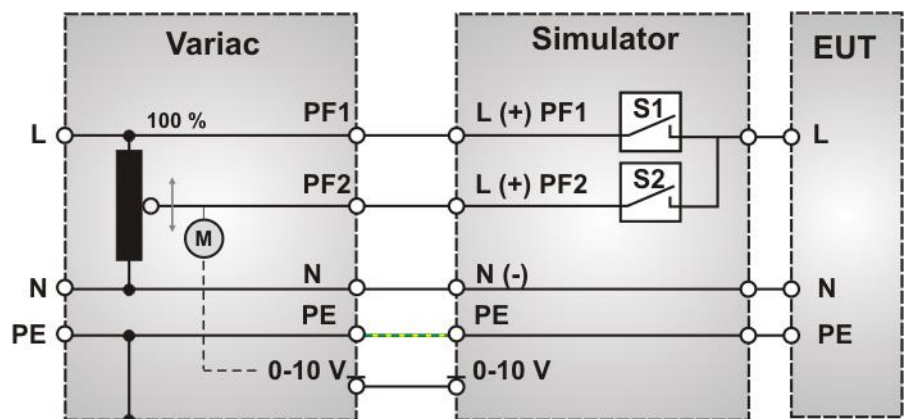 Variac Simulator EUT
100 % PF1 L (+) PF1 S1
L L
PF2 L (+) PF2 S2
M
N N N (-) N
PE PE PE PE
0-10 V 0-10 V